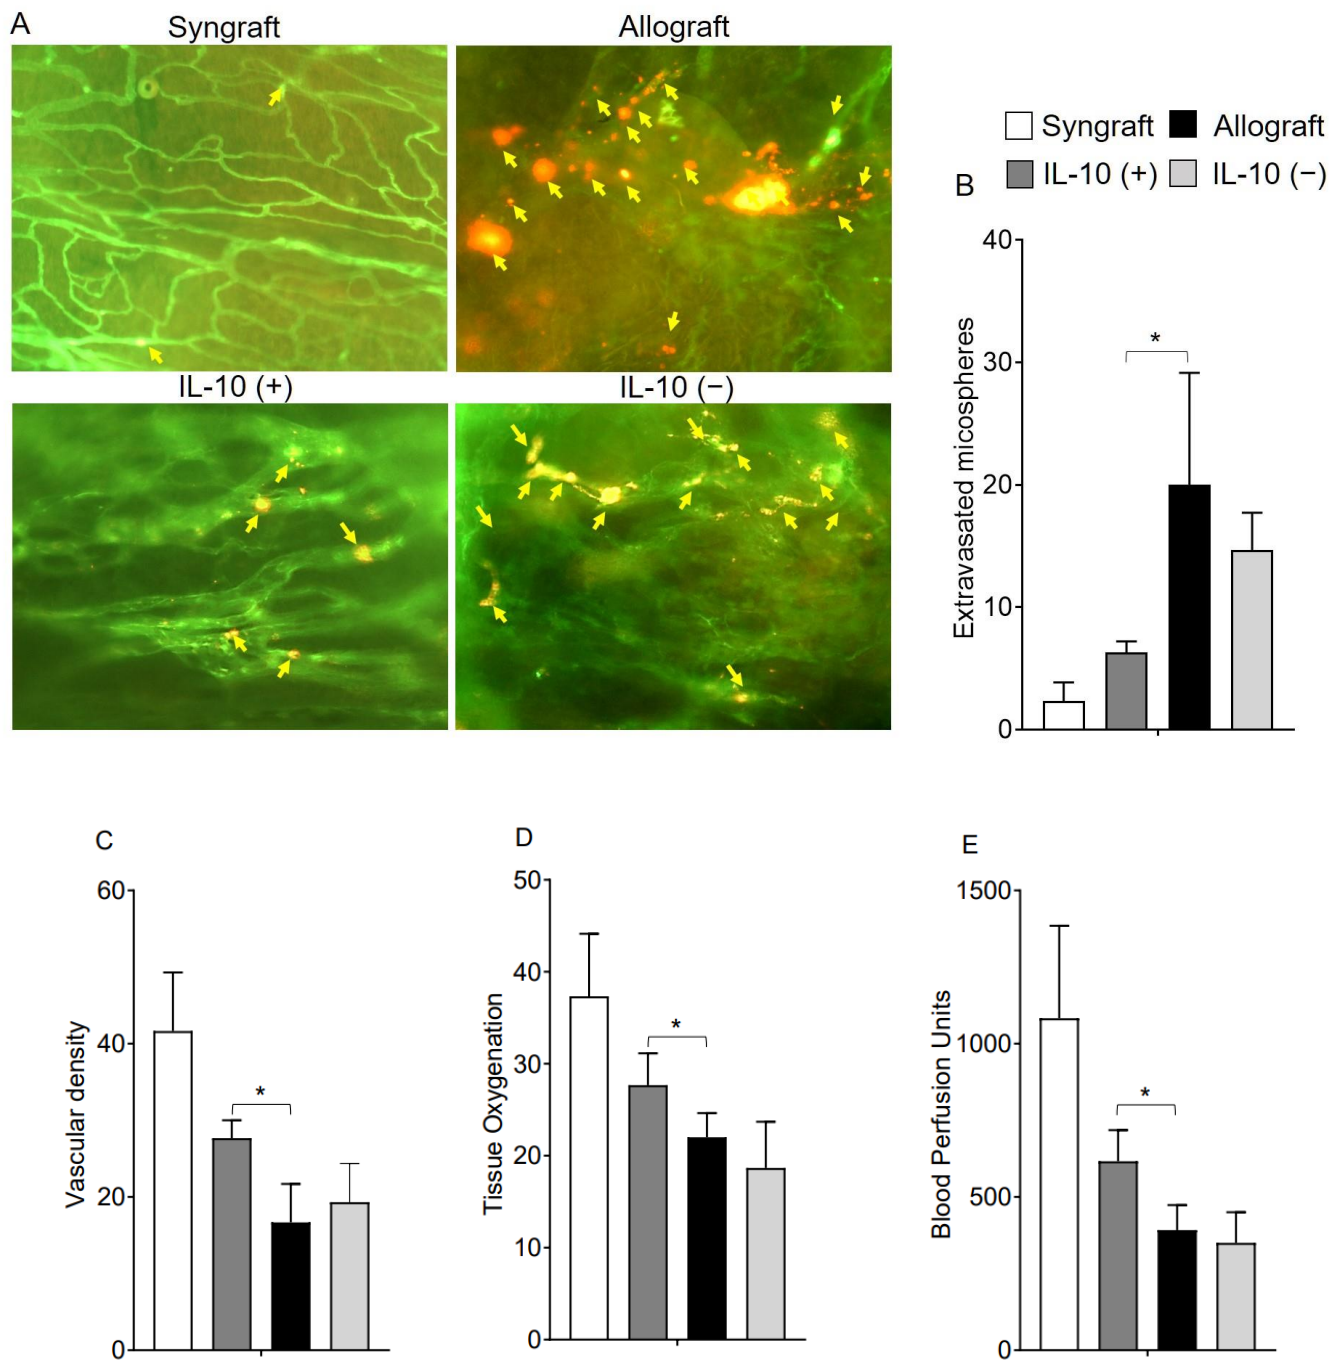 A
Syngraft
Allograft
IL-10 (+)
IL-10 (−)
Syngraft
Allograft
IL-10 (+)
IL-10 (−)
B
Extravasated micospheres
40
30
20
10
0
*
C
Vascular density
60
40
20
0
*
D
Tissue Oxygenation
50
40
30
20
10
0
*
E
Blood Perfusion Units
1500
1000
500
0
*